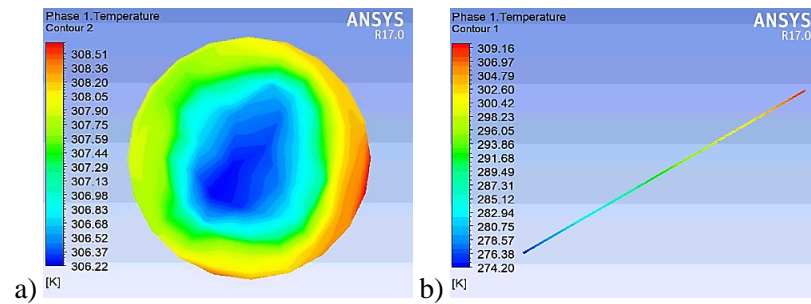 Phase 1.Temperature
Contour 2
ANSYS
R17.0
308.51
308.36
308.20
308.05
307.90
307.75
307.59
307.44
307.29
307.13
306.98
306.83
306.68
306.52
306.37
306.22
[K]
a)
Phase 1.Temperature
Contour 1
ANSYS
R17.0
309.16
306.97
304.79
302.60
300.42
298.23
296.05
293.86
291.68
289.49
287.31
285.12
282.94
280.75
278.57
276.38
274.20
[K]
b)